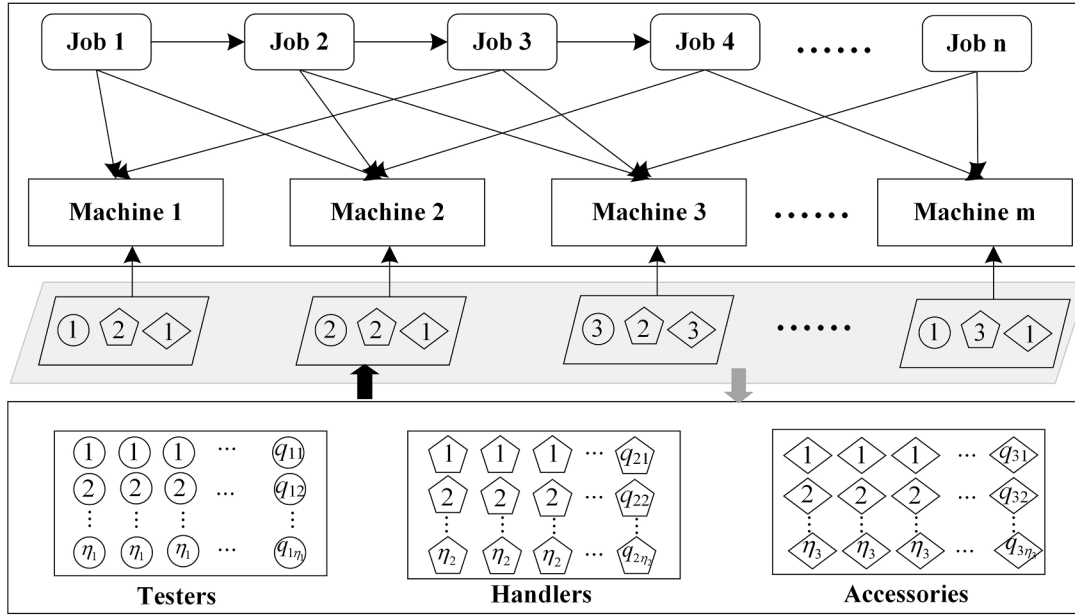 Job 1 Job 2 Job 3 Job 4 ...... Job n
Machine 1 Machine 2 Machine 3 ...... Machine m
1 2 1 2 2 1 3 2 3 ...... 1 3 1
1 1 1 ... q₁₁ 1 1 1 ... q₂₁ 1 1 1 ... q₃₁
2 2 2 ... q₁₂ 2 2 2 ... q₂₂ 2 2 2 ... q₃₂
η₁ η₁ η₁ ... q₁η₁ η₂ η₂ η₂ ... q₂η₂ η₃ η₃ η₃ ... q₃η₃
Testers Handlers Accessories